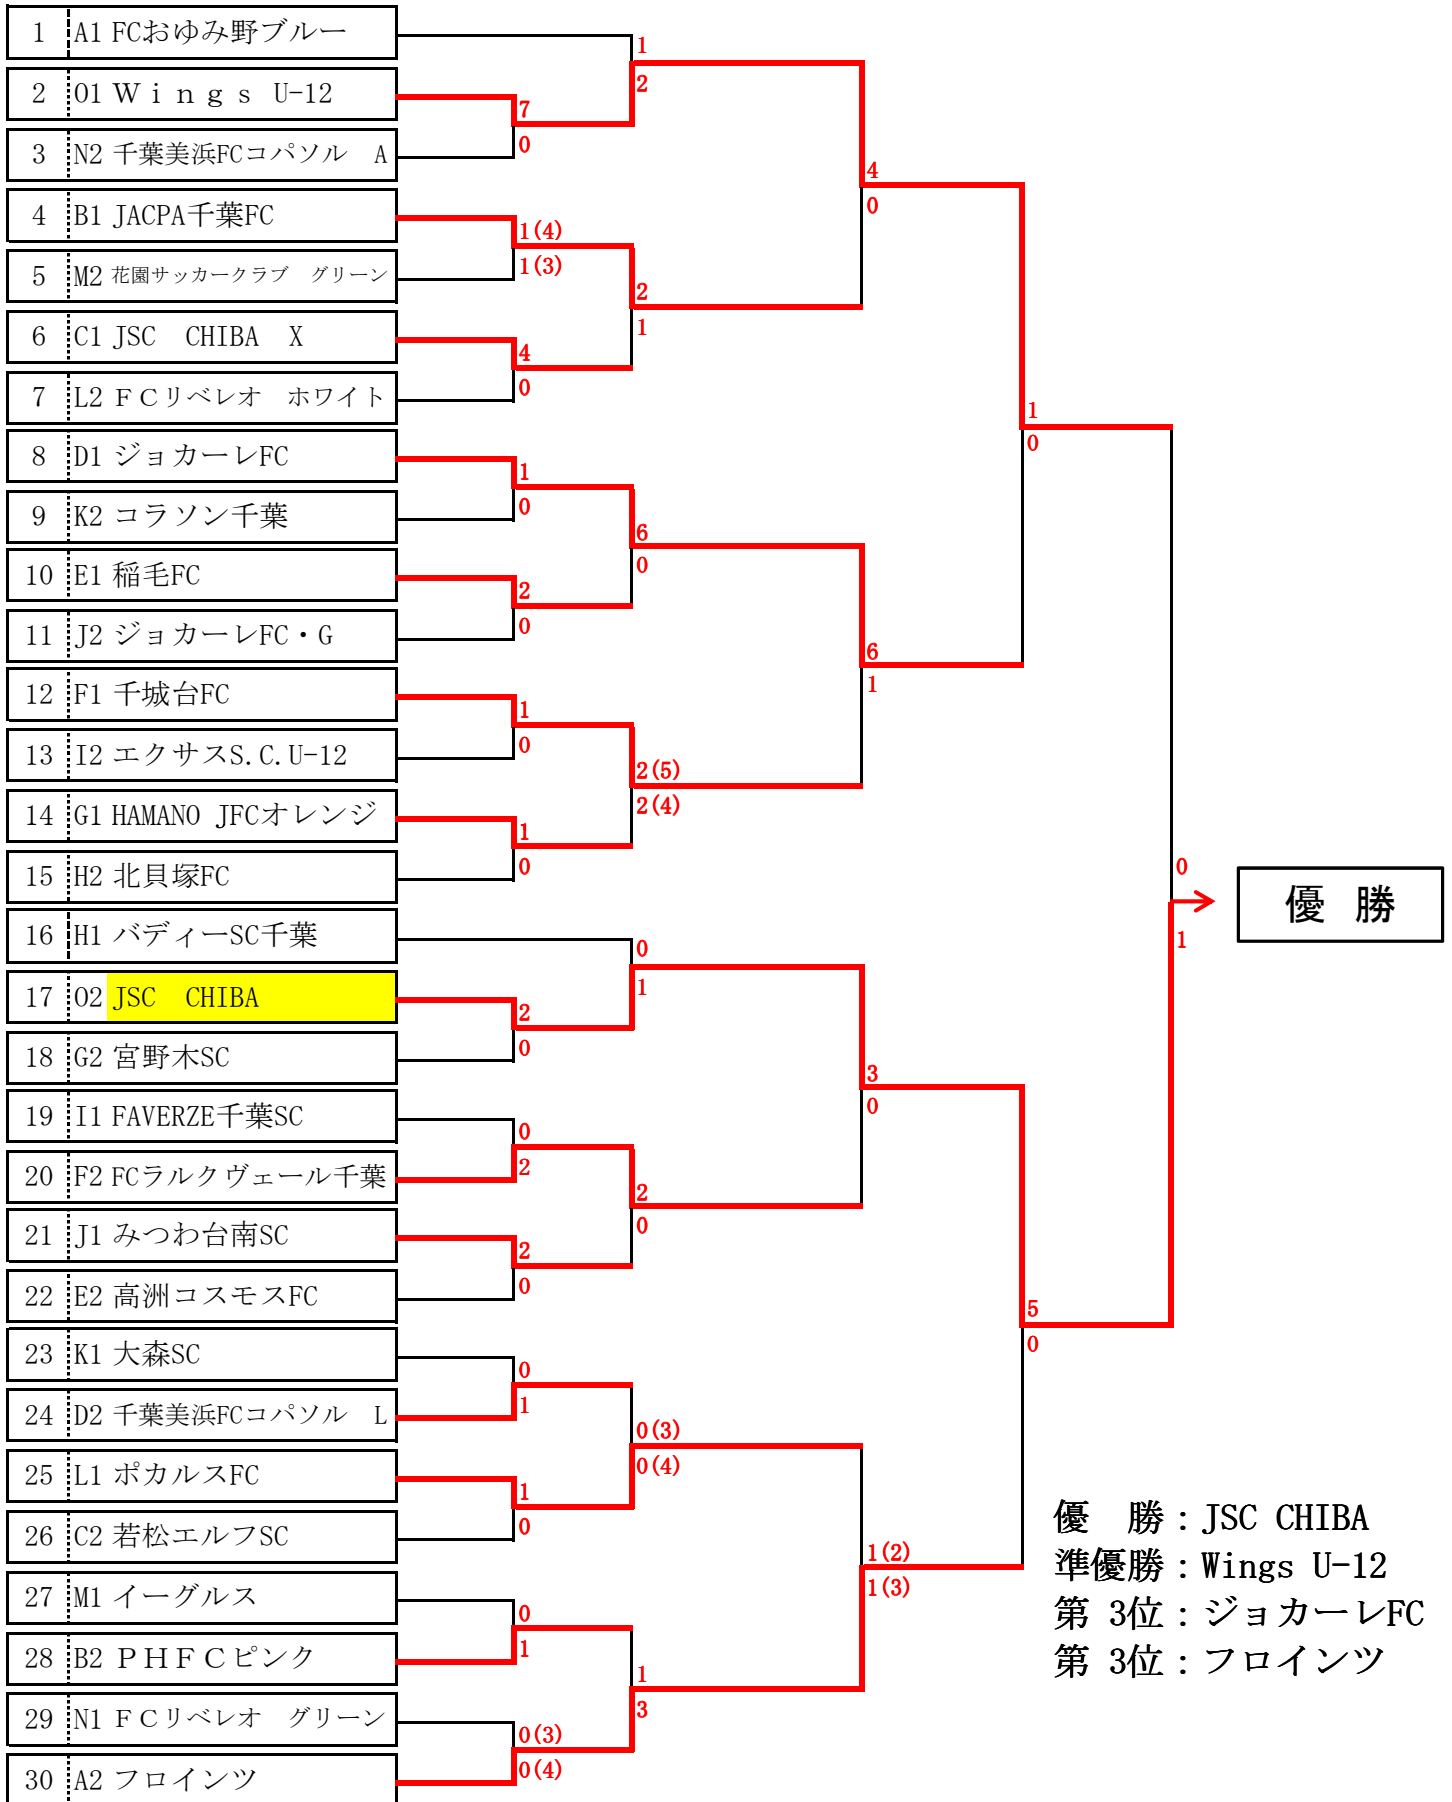 1 A1 FCおゆみ野ブルー
2 O1 Ｗｉｎｇｓ U-12
3 N2 千葉美浜FCコパソル　A
4 B1 JACPA千葉FC
5 M2 花園サッカークラブ　グリーン
6 C1 JSC　CHIBA　X
7 L2 ＦＣリベレオ　ホワイト
8 D1 ジョカーレFC
9 K2 コラソン千葉
10 E1 稲毛FC
11 J2 ジョカーレFC・G
12 F1 千城台FC
13 I2 エクサスS.C.U-12
14 G1 HAMANO JFCオレンジ
15 H2 北貝塚FC
16 H1 バディーSC千葉
17 O2 JSC　CHIBA
18 G2 宮野木SC
19 I1 FAVERZE千葉SC
20 F2 FCラルクヴェール千葉
21 J1 みつわ台南SC
22 E2 高洲コスモスFC
23 K1 大森SC
24 D2 千葉美浜FCコパソル　L
25 L1 ポカルスFC
26 C2 若松エルフSC
27 M1 イーグルス
28 B2 ＰＨＦＣピンク
29 N1 ＦＣリベレオ　グリーン
30 A2 フロインツ
7
0
1(4)
1(3)
4
0
1
0
2
0
1
0
1
0
2
0
0
2
2
0
0
1
1
0
0
1
0(3)
0(4)
1
2
2
1
6
0
2(5)
2(4)
0
1
2
0
0(3)
0(4)
1
3
4
0
6
1
3
0
1(2)
1(3)
1
0
5
0
0
1
優　勝
優　勝：JSC CHIBA
準優勝：Wings U-12
第 3位：ジョカーレFC
第 3位：フロインツ